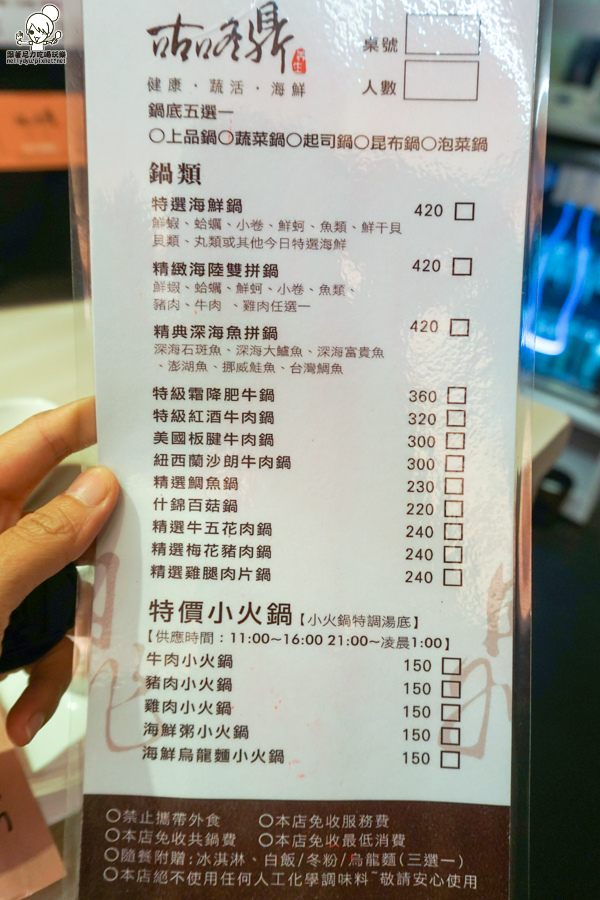 跟著尼力吃喝玩樂
nellydyu.pixnet.net
咕咚鼎
養生
桌號
健康．蔬活．海鮮
人數
鍋底五選一
○上品鍋○蔬菜鍋○起司鍋○昆布鍋○泡菜鍋
鍋類
特選海鮮鍋 420
鮮蝦、蛤蠣、小卷、鮮蚵、魚類、鮮干貝
貝類、丸類或其他今日特選海鮮
精緻海陸雙拼鍋 420
鮮蝦、蛤蠣、鮮蚵、小卷、魚類、
豬肉、牛肉 、雞肉任選一
精典深海魚拼鍋 420
深海石斑魚、深海大鱸魚、深海富貴魚
、澎湖魚、挪威鮭魚、台灣鯛魚
特級霜降肥牛鍋 360
特級紅酒牛肉鍋 320
美國板腱牛肉鍋 300
紐西蘭沙朗牛肉鍋 300
精選鯛魚鍋 230
什錦百菇鍋 220
精選牛五花肉鍋 240
精選梅花豬肉鍋 240
精選雞腿肉片鍋 240
特價小火鍋【小火鍋特調湯底】
【供應時間：11:00~16:00 21:00~凌晨1:00】
牛肉小火鍋 150
豬肉小火鍋 150
雞肉小火鍋 150
海鮮粥小火鍋 150
海鮮烏龍麵小火鍋 150
○禁止攜帶外食 ○本店免收服務費
○本店免收共鍋費 ○本店免收最低消費
○隨餐附贈:冰淇淋、白飯/冬粉/烏龍麵(三選一)
○本店絕不使用任何人工化學調味料~敬請安心使用